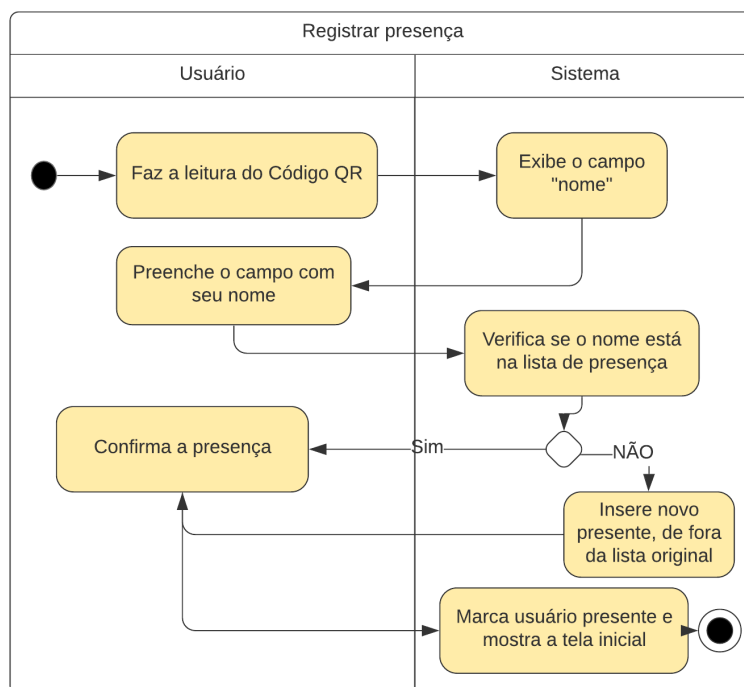 Registrar presença
Usuário
Sistema
Faz a leitura do Código QR
Exibe o campo
"nome"
Preenche o campo com
seu nome
Verifica se o nome está
na lista de presença
Confirma a presença
Sim
NÃO
Insere novo
presente, de fora
da lista original
Marca usuário presente e
mostra a tela inicial